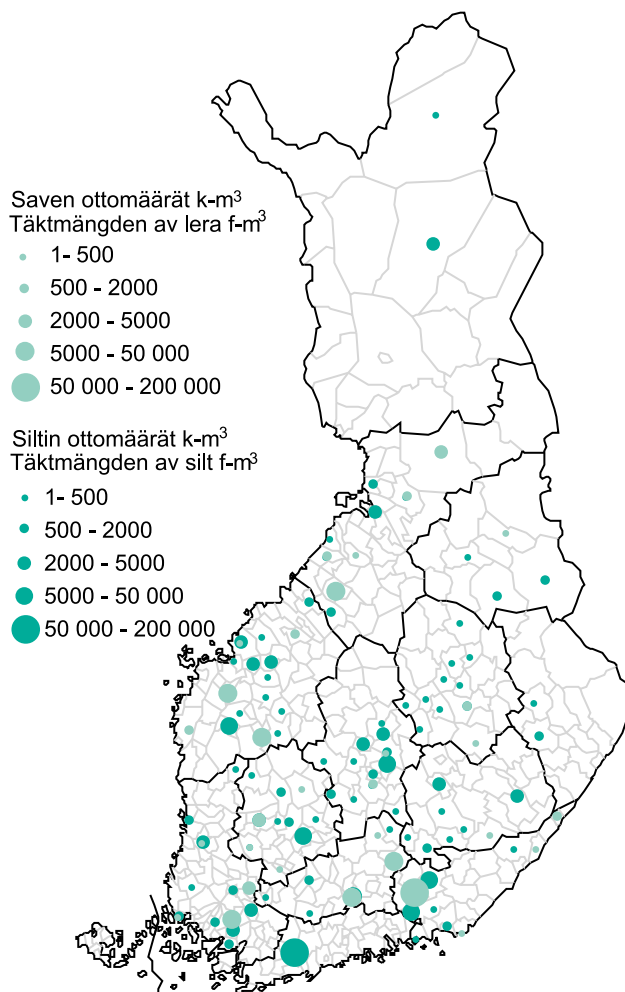 Saven ottomäärät k-m³
Täktmängden av lera f-m³
1- 500
500 - 2000
2000 - 5000
5000 - 50 000
50 000 - 200 000
Siltin ottomäärät k-m³
Täktmängden av silt f-m³
1- 500
500 - 2000
2000 - 5000
5000 - 50 000
50 000 - 200 000